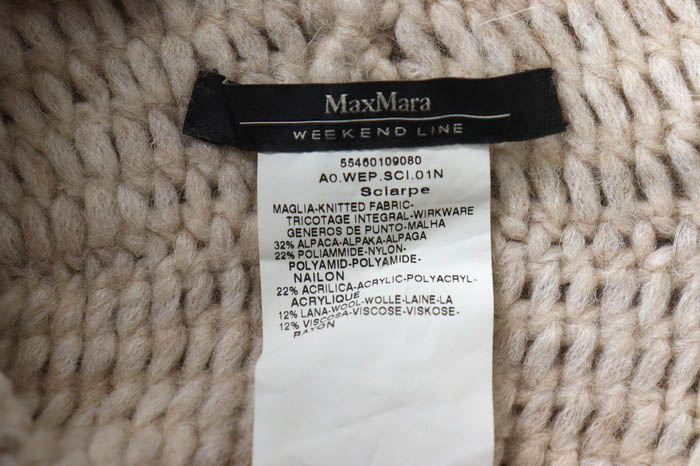 MaxMara
WEEKEND LINE
55460109080
A0.WEP.SCI.01N
Sciarpe
MAGLIA-KNITTED FABRIC-
TRICOTAGE INTEGRAL-WIRKWARE
GENEROS DE PUNTO-MALHA
32% ALPACA-ALPAKA-ALPAGA
22% POLIAMMIDE-NYLON-
POLYAMID-POLYAMIDE-
NAILON
22% ACRILICA-ACRYLIC-POLYACRYL-
ACRYLIQUE
12% LANA-WOOL-WOLLE-LAINE-LA
12% VISCOSA-VISCOSE-VISKOSE-
RAYON